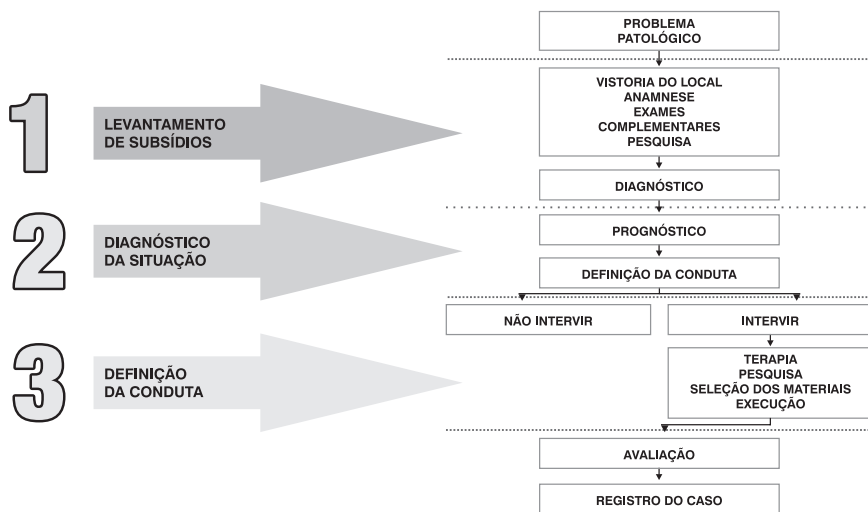 PROBLEMA
PATOLÓGICO
1
LEVANTAMENTO
DE SUBSÍDIOS
VISTORIA DO LOCAL
ANAMNESE
EXAMES
COMPLEMENTARES
PESQUISA
DIAGNÓSTICO
2
DIAGNÓSTICO
DA SITUAÇÃO
PROGNÓSTICO
DEFINIÇÃO DA CONDUTA
NÃO INTERVIR
INTERVIR
3
DEFINIÇÃO
DA CONDUTA
TERAPIA
PESQUISA
SELEÇÃO DOS MATERIAIS
EXECUÇÃO
AVALIAÇÃO
REGISTRO DO CASO